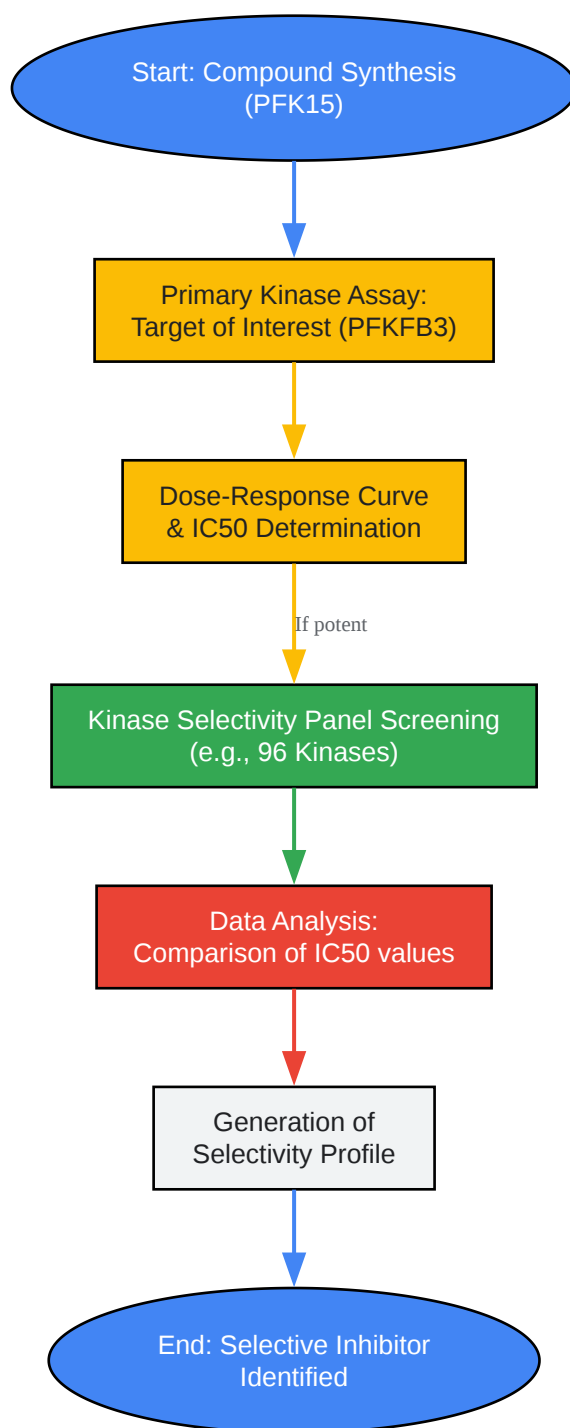 Start: Compound Synthesis
(PFK15)
Primary Kinase Assay:
Target of Interest (PFKFB3)
Dose-Response Curve
& IC50 Determination
If potent
Kinase Selectivity Panel Screening
(e.g., 96 Kinases)
Data Analysis:
Comparison of IC50 values
Generation of
Selectivity Profile
End: Selective Inhibitor
Identified